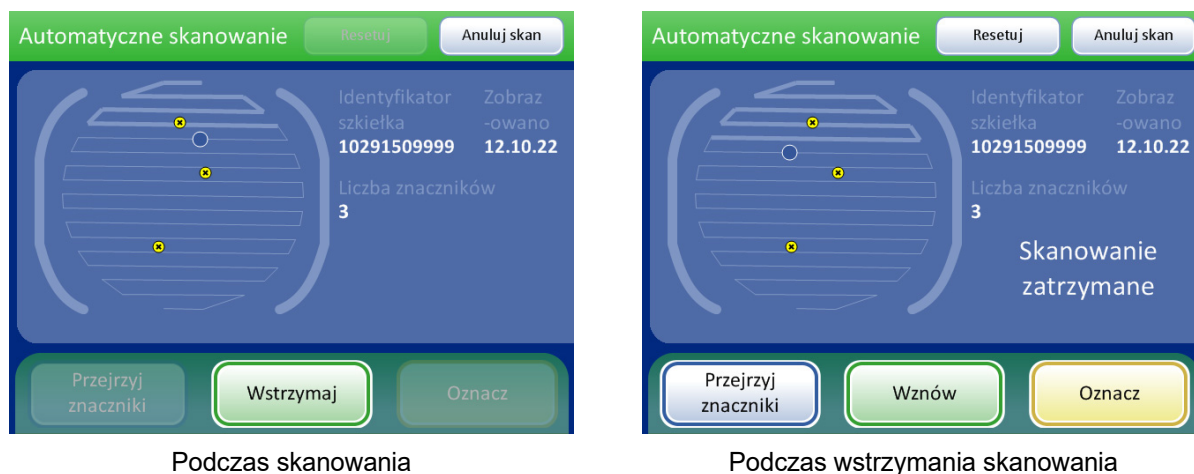 Automatyczne skanowanie Resetuj Anuluj skan
Identyfikator Zobraz
szkiełka -owano
10291509999 12.10.22
Liczba znaczników
3
Przejrzyj
znaczniki
Wstrzymaj
Oznacz
Podczas skanowania
Automatyczne skanowanie Resetuj Anuluj skan
Identyfikator Zobraz
szkiełka -owano
10291509999 12.10.22
Liczba znaczników
3
Skanowanie
zatrzymane
Przejrzyj
znaczniki
Wznów
Oznacz
Podczas wstrzymania skanowania